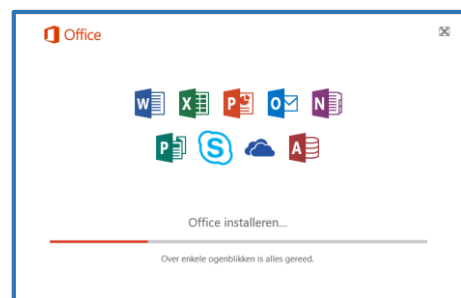 Office
W X P O N
P S A
Office installeren...
Over enkele ogenblikken is alles gereed.